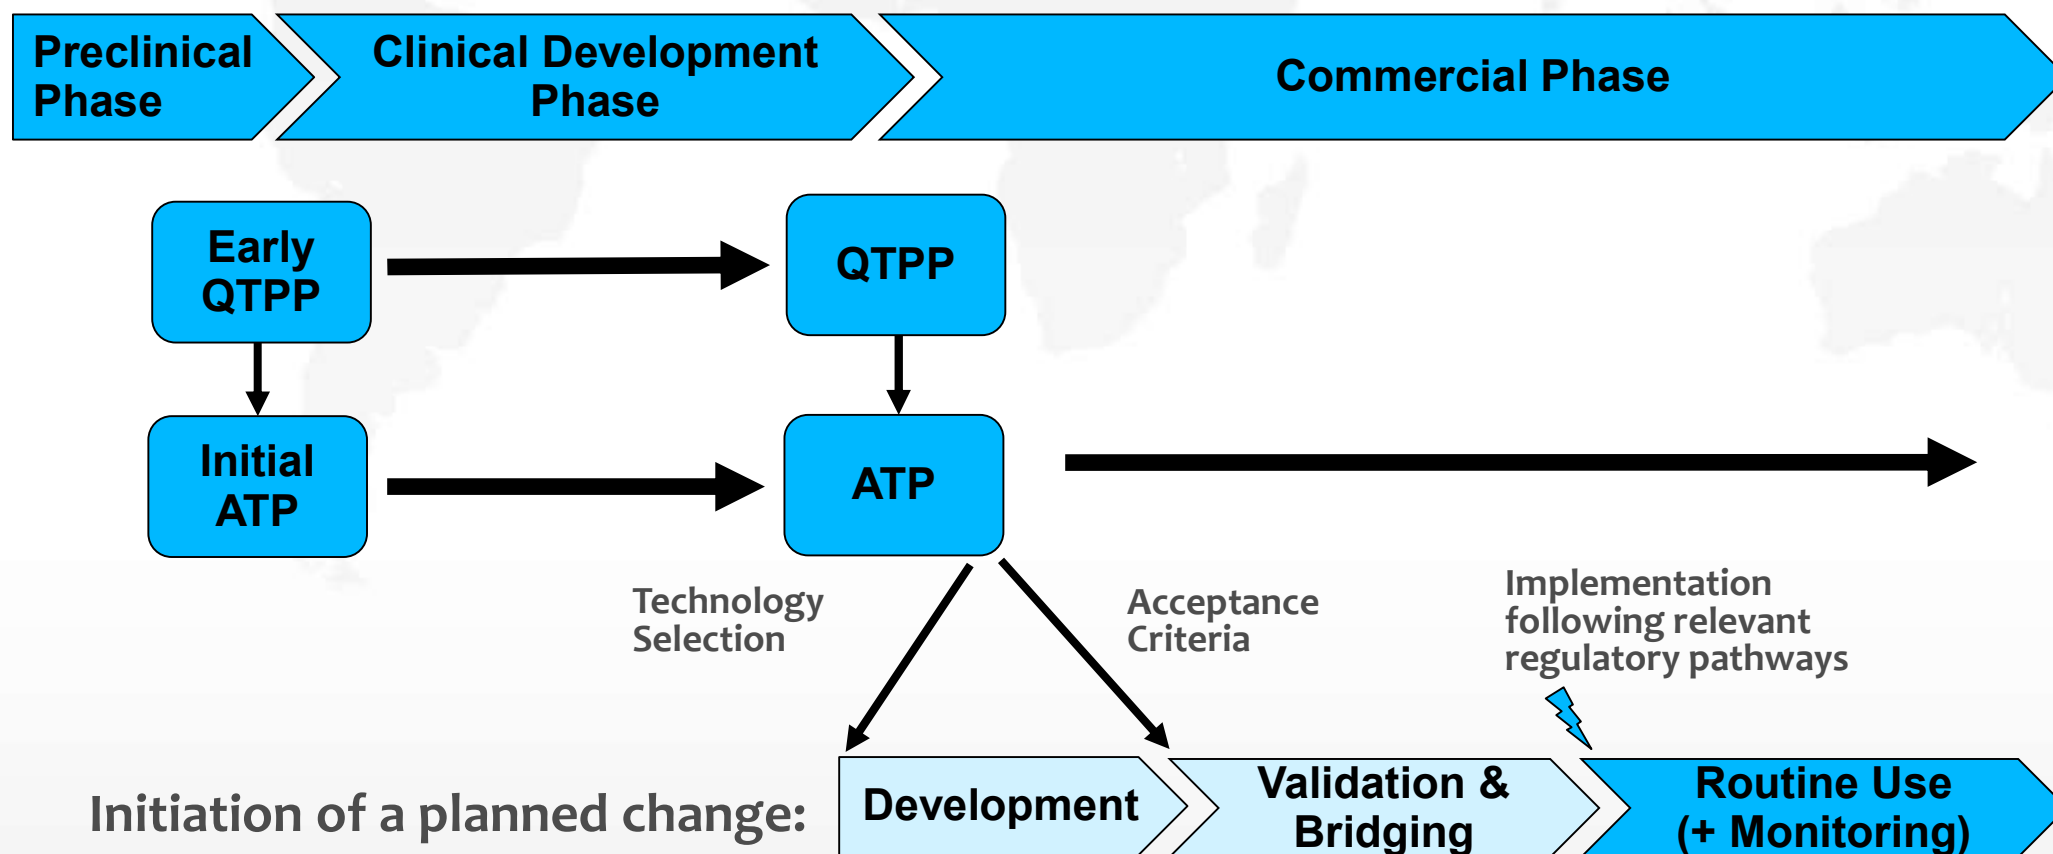 Preclinical
Phase
Clinical Development
Phase
Commercial Phase
Early
QTPP
QTPP
Initial
ATP
ATP
Technology
Selection
Acceptance
Criteria
Implementation
following relevant
regulatory pathways
Initiation of a planned change:
Development
Validation &
Bridging
Routine Use
(+ Monitoring)